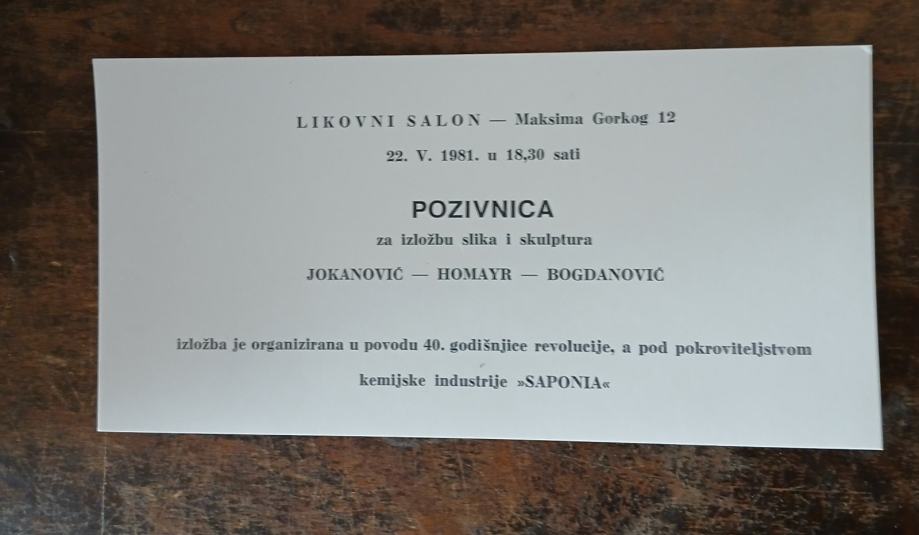 LIKOVNI SALON — Maksima Gorkog 12
22. V. 1981. u 18,30 sati
POZIVNICA
za izložbu slika i skulptura
JOKANOVIĆ — HOMAYR — BOGDANOVIĆ
izložba je organizirana u povodu 40. godišnjice revolucije, a pod pokroviteljstvom
kemijske industrije »SAPONIA«